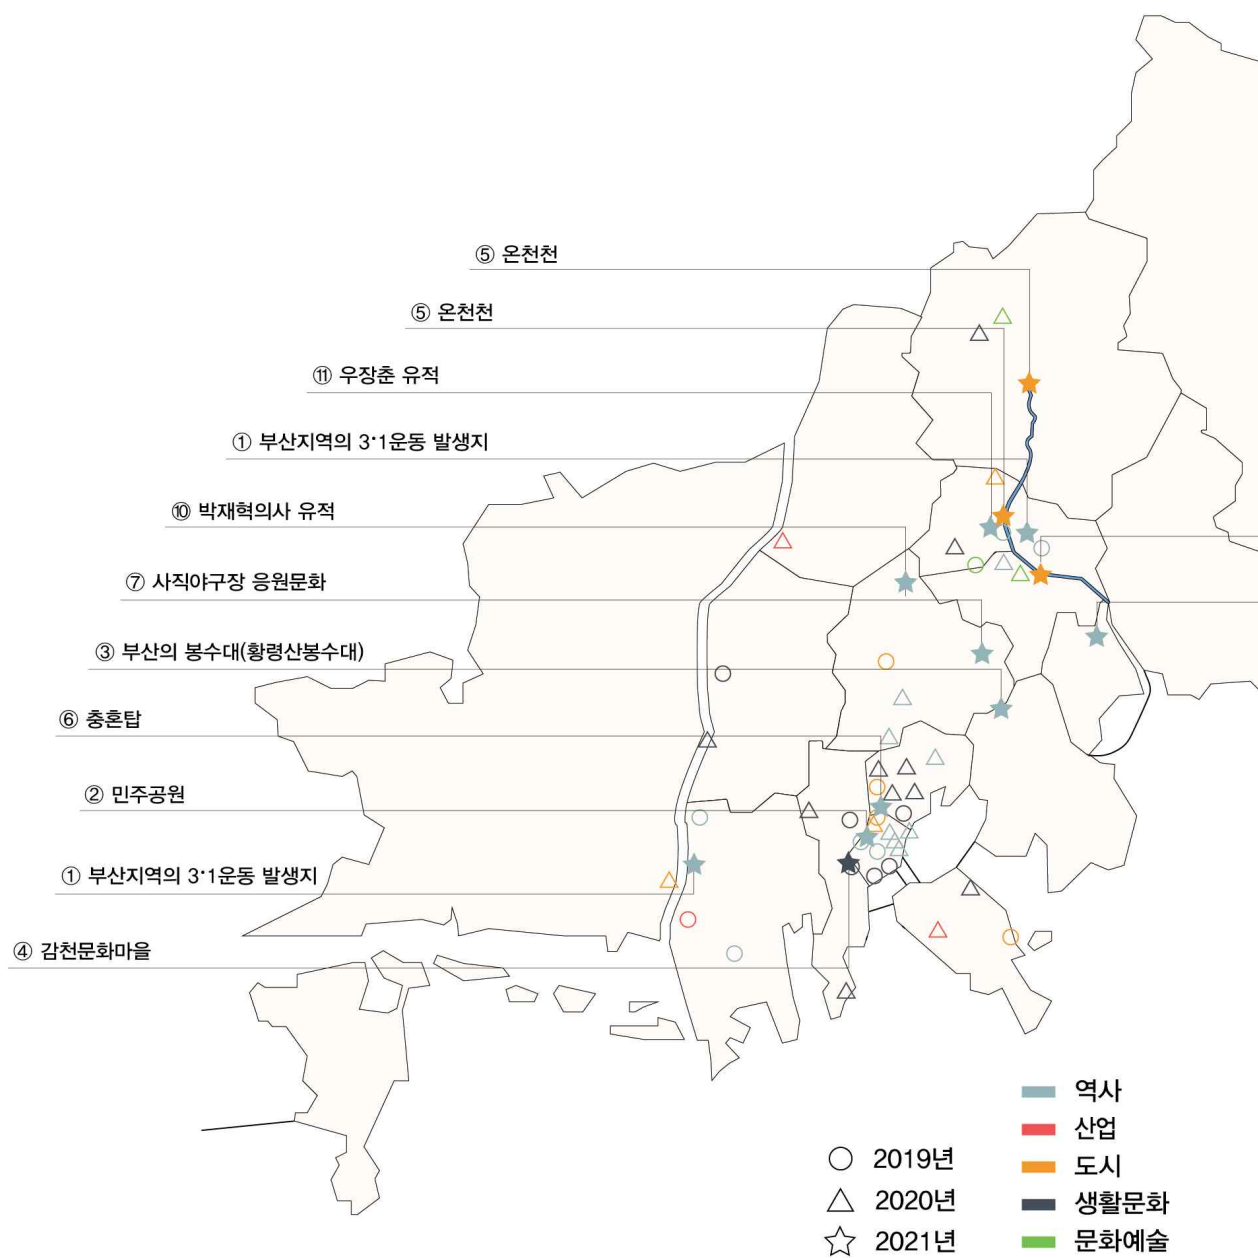 ⑤ 온천천
⑤ 온천천
⑪ 우장춘 유적
① 부산지역의 3·1운동 발생지
⑩ 박재혁의사 유적
⑦ 사직야구장 응원문화
③ 부산의 봉수대(황령산봉수대)
⑥ 충혼탑
② 민주공원
① 부산지역의 3·1운동 발생지
④ 감천문화마을
역사
산업
도시
생활문화
문화예술
2019년
2020년
2021년